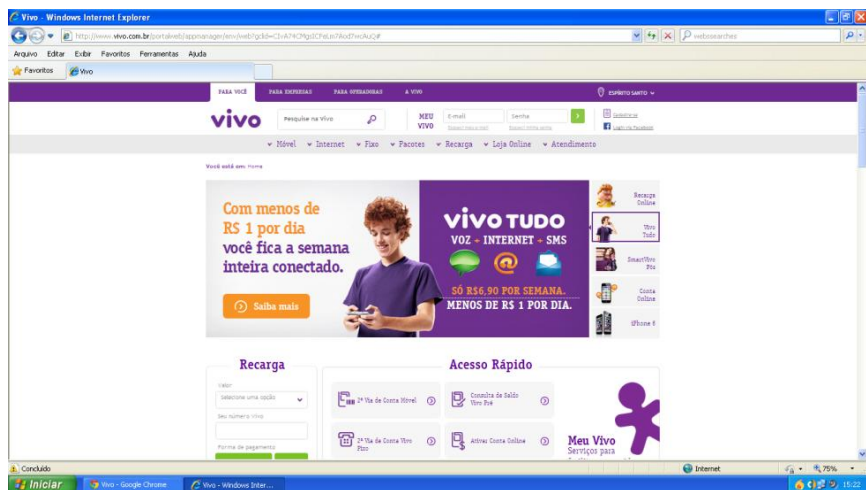 Vivo - Windows Internet Explorer
Arquivo Editar Exibir Favoritos Ferramentas Ajuda
Favoritos Vivo
PARA VOCÊ PARA EMPRESAS PARA OPERADORAS A VIVO ESPÍRITO SANTO
vivo Pesquise na Vivo MEU VIVO E-mail Senha
Login via Facebook
Móvel Internet Fixo Pacotes Recarga Loja Online Atendimento
Você está em: Home
Com menos de
R$ 1 por dia
você fica a semana
inteira conectado.
Saiba mais
vivo TUDO
VOZ + INTERNET + SMS
SÓ R$6,90 POR SEMANA.
MENOS DE R$ 1 POR DIA.
Recarga
Online
Vivo
Tudo
SmartVivo
Pós
Conta
Online
iPhone 6
Recarga
Valor
Selecione uma opção
Seu número Vivo
Forma de pagamento
Acesso Rápido
2ª Via de Conta Móvel
Consulta de Saldo
Vivo Pré
2ª Via de Conta Vivo
Fixo
Ativar Conta Online
Meu Vivo
Serviços para
Concluído Internet 75%
Iniciar Vivo - Google Chrome Vivo - Windows Inter... 15:22